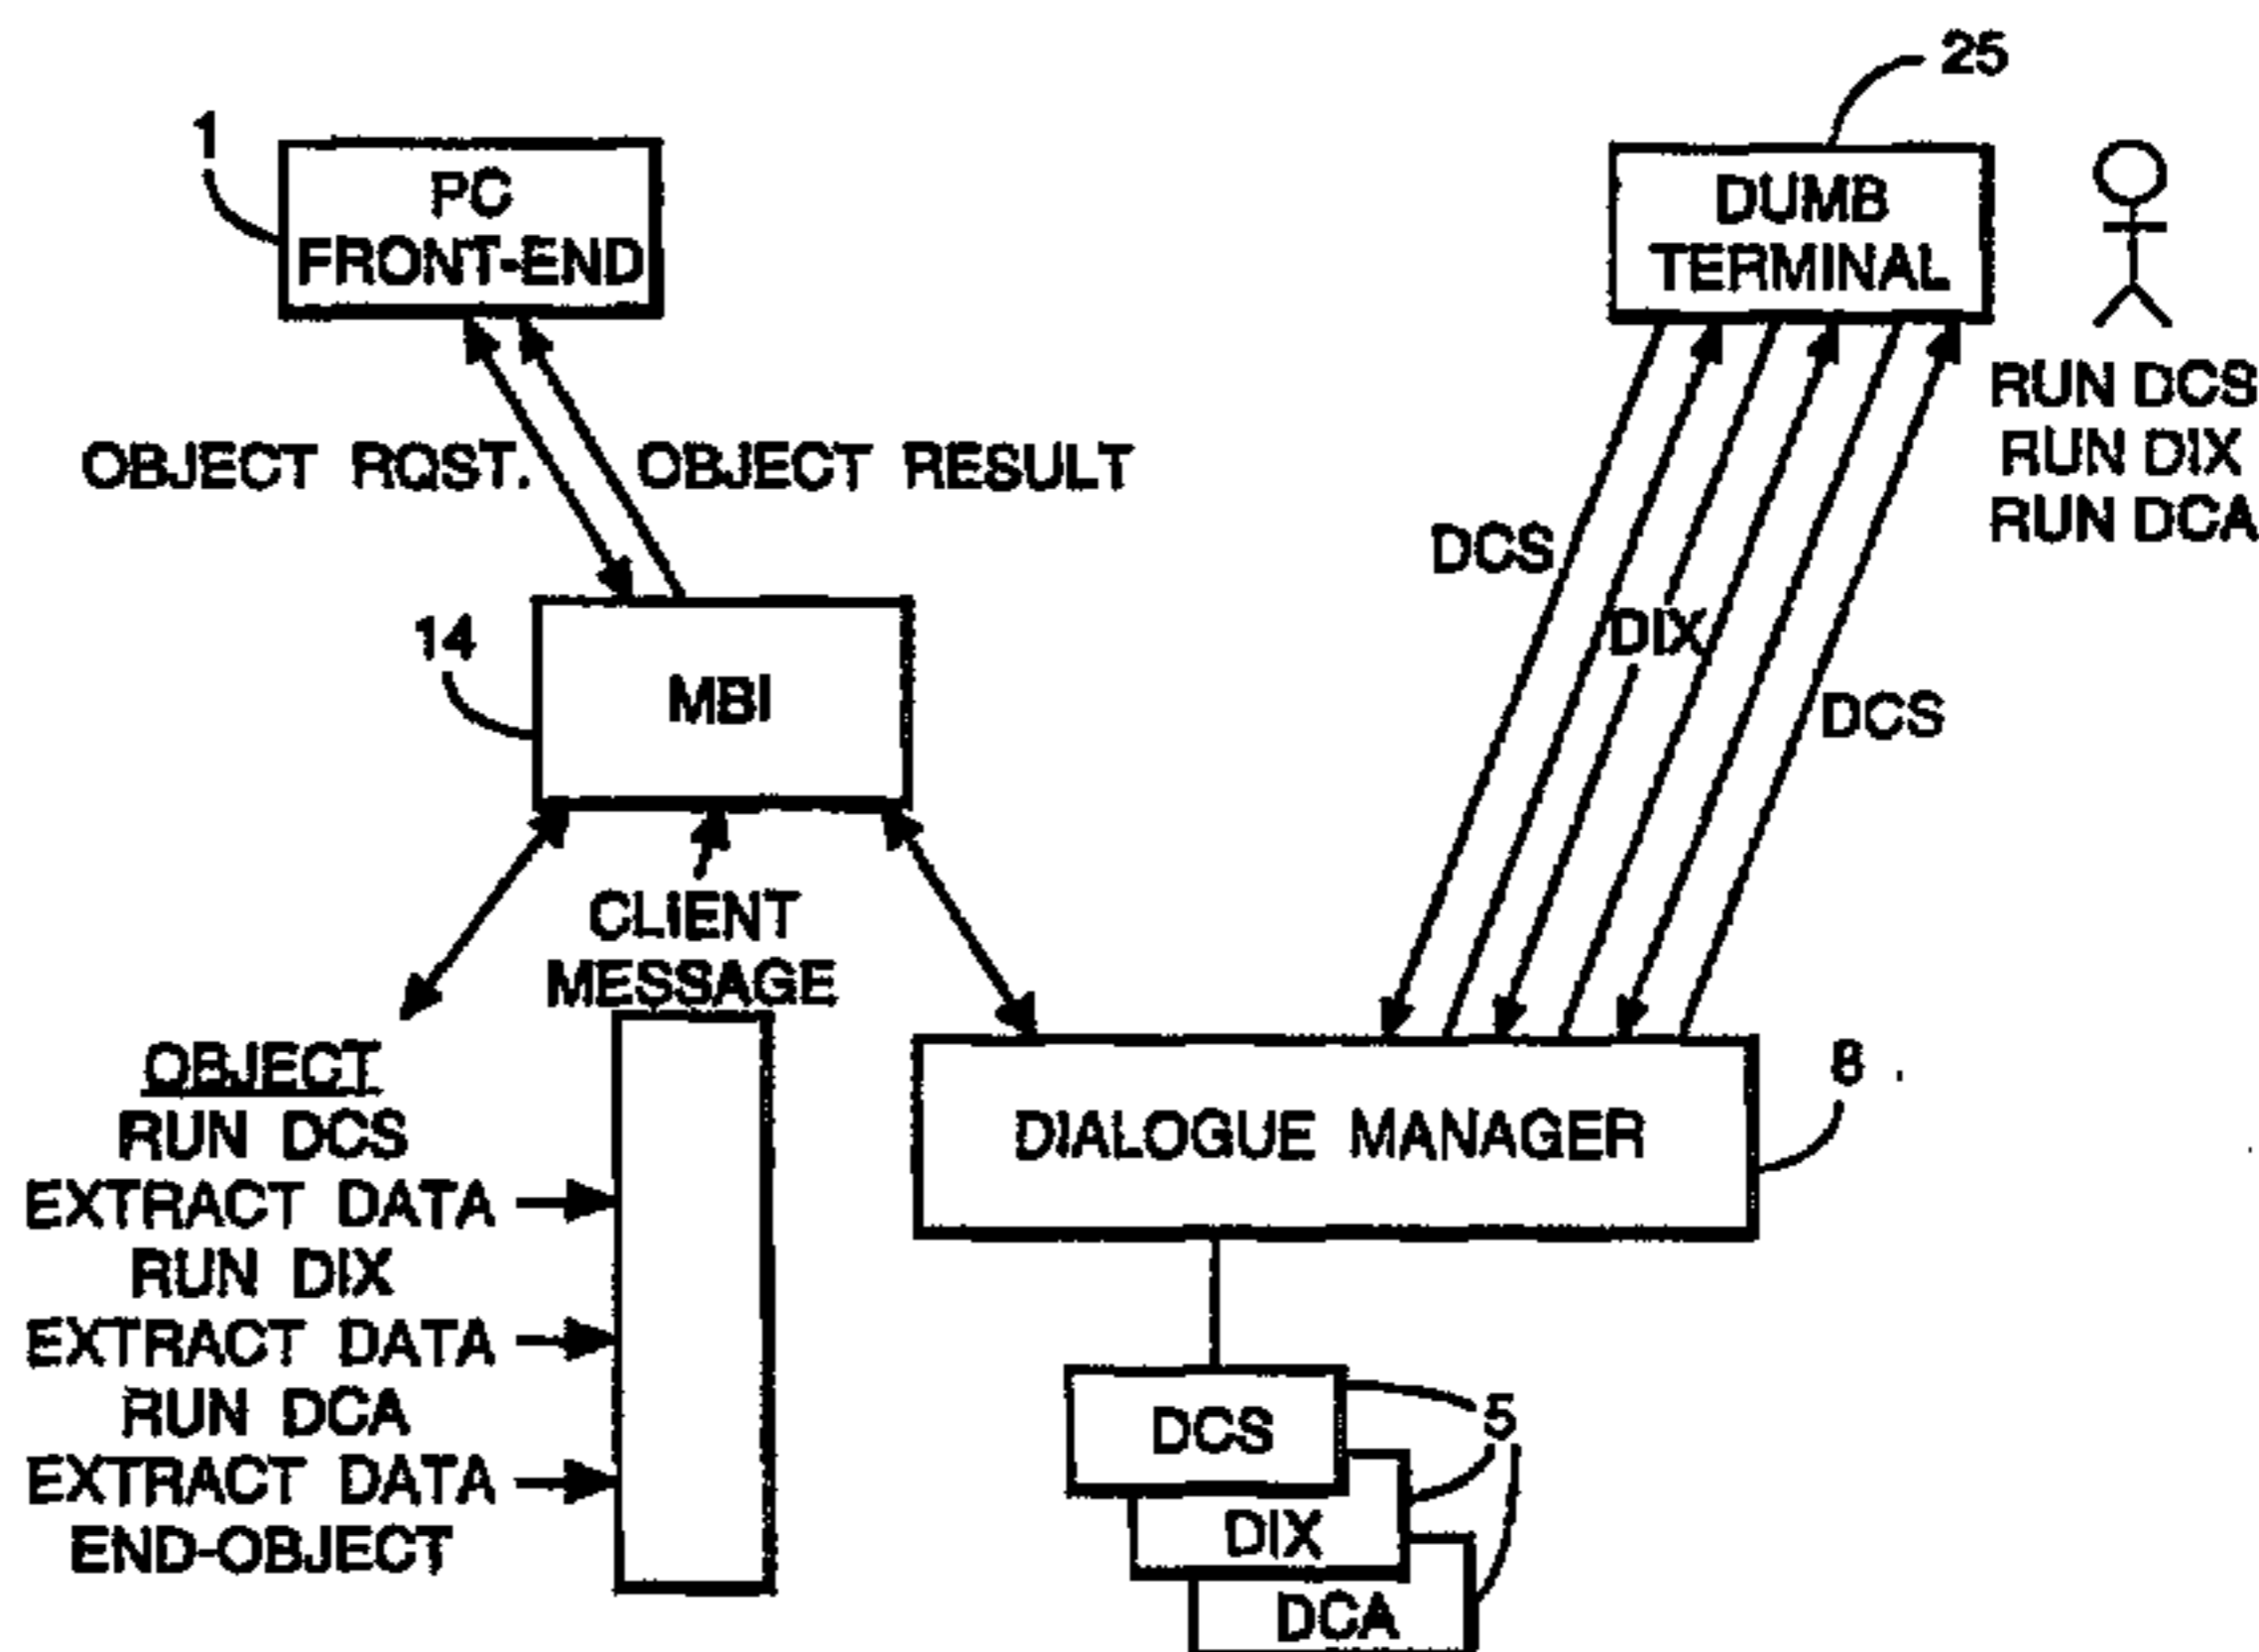 25
1
PC
FRONT-END
DUMB
TERMINAL
OBJECT RQST.
OBJECT RESULT
RUN DCS
RUN DIX
RUN DCA
DCS
DIX
DCS
14
MBI
CLIENT
MESSAGE
OBJECT
RUN DCS
EXTRACT DATA
RUN DIX
EXTRACT DATA
RUN DCA
EXTRACT DATA
END-OBJECT
8
DIALOGUE MANAGER
DCS
5
DIX
DCA